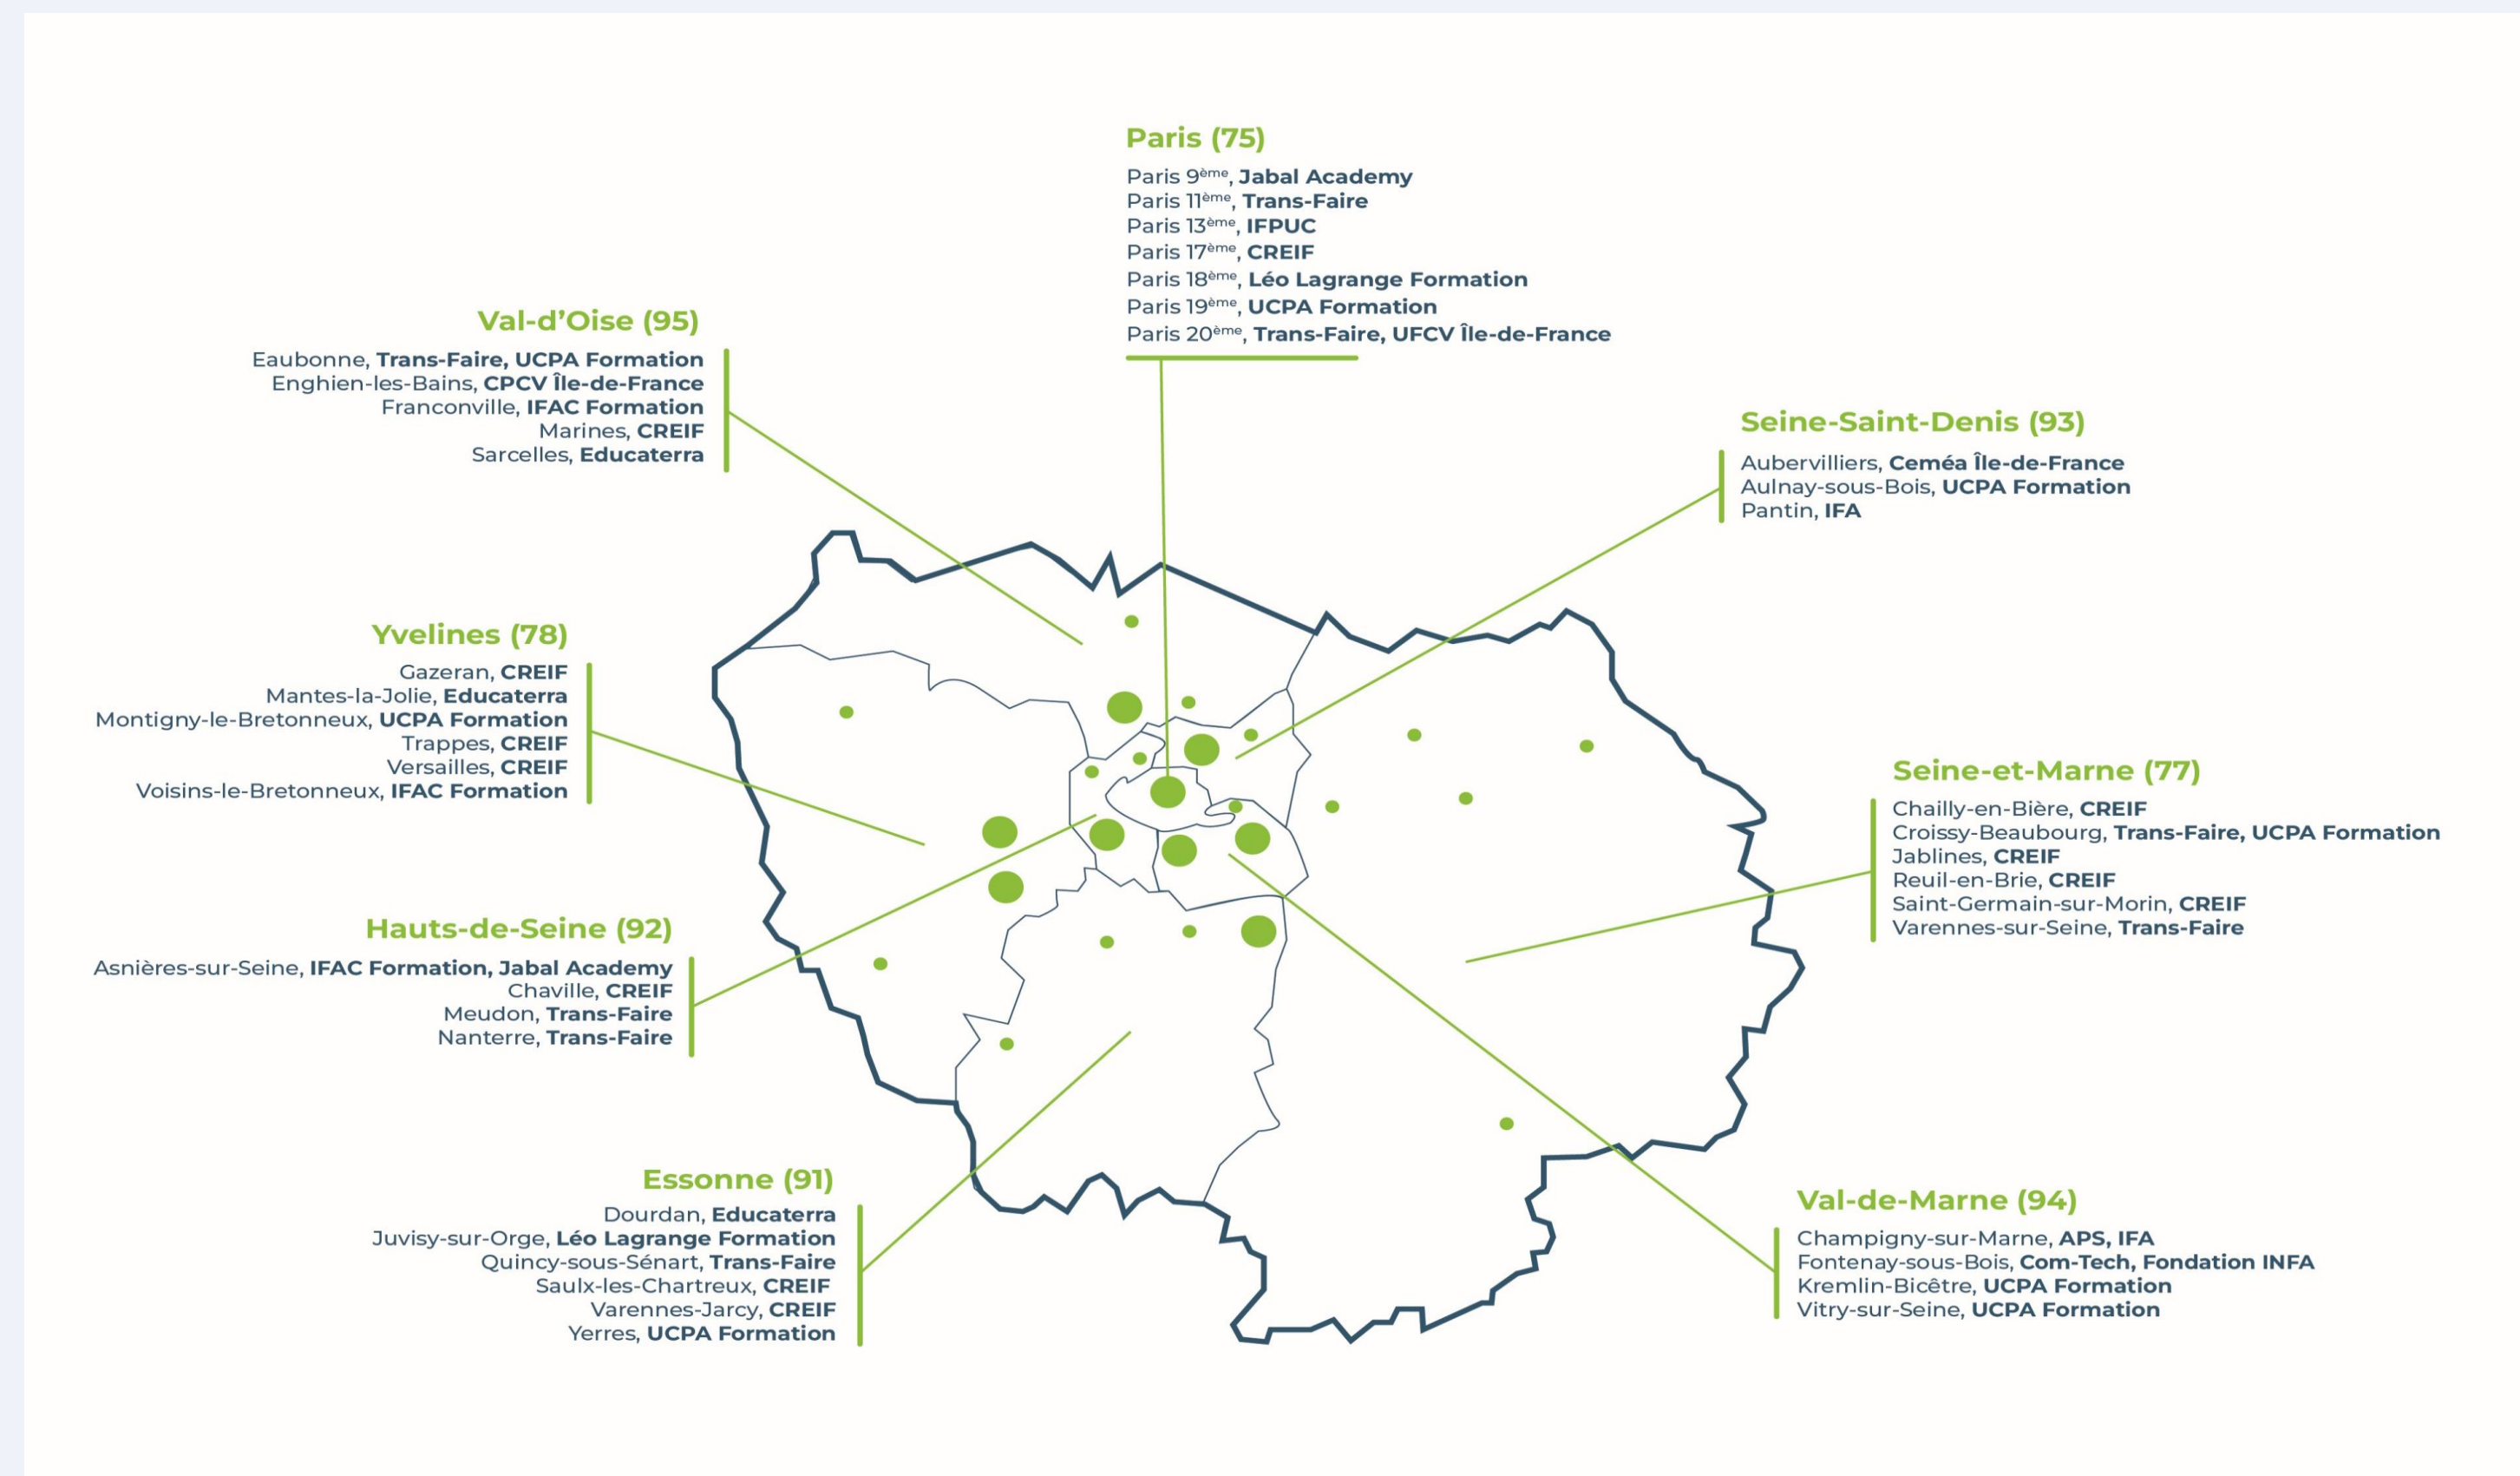 Paris (75)
Paris 9ème, Jabal Academy
Paris 11ème, Trans-Faire
Paris 13ème, IFPUC
Paris 17ème, CREIF
Paris 18ème, Léo Lagrange Formation
Paris 19ème, UCPA Formation
Paris 20ème, Trans-Faire, UFCV Île-de-France
Val-d’Oise (95)
Eaubonne, Trans-Faire, UCPA Formation
Enghien-les-Bains, CPCV Île-de-France
Franconville, IFAC Formation
Marines, CREIF
Sarcelles, Educaterra
Seine-Saint-Denis (93)
Aubervilliers, Ceméa Île-de-France
Aulnay-sous-Bois, UCPA Formation
Pantin, IFA
Yvelines (78)
Gazeran, CREIF
Mantes-la-Jolie, Educaterra
Montigny-le-Bretonneux, UCPA Formation
Trappes, CREIF
Versailles, CREIF
Voisins-le-Bretonneux, IFAC Formation
Seine-et-Marne (77)
Chailly-en-Bière, CREIF
Croissy-Beaubourg, Trans-Faire, UCPA Formation
Jablines, CREIF
Reuil-en-Brie, CREIF
Saint-Germain-sur-Morin, CREIF
Varennes-sur-Seine, Trans-Faire
Hauts-de-Seine (92)
Asnières-sur-Seine, IFAC Formation, Jabal Academy
Chaville, CREIF
Meudon, Trans-Faire
Nanterre, Trans-Faire
Essonne (91)
Dourdan, Educaterra
Juvisy-sur-Orge, Léo Lagrange Formation
Quincy-sous-Sénart, Trans-Faire
Saulx-les-Chartreux, CREIF
Varennes-Jarcy, CREIF
Yerres, UCPA Formation
Val-de-Marne (94)
Champigny-sur-Marne, APS, IFA
Fontenay-sous-Bois, Com-Tech, Fondation INFA
Kremlin-Bicêtre, UCPA Formation
Vitry-sur-Seine, UCPA Formation